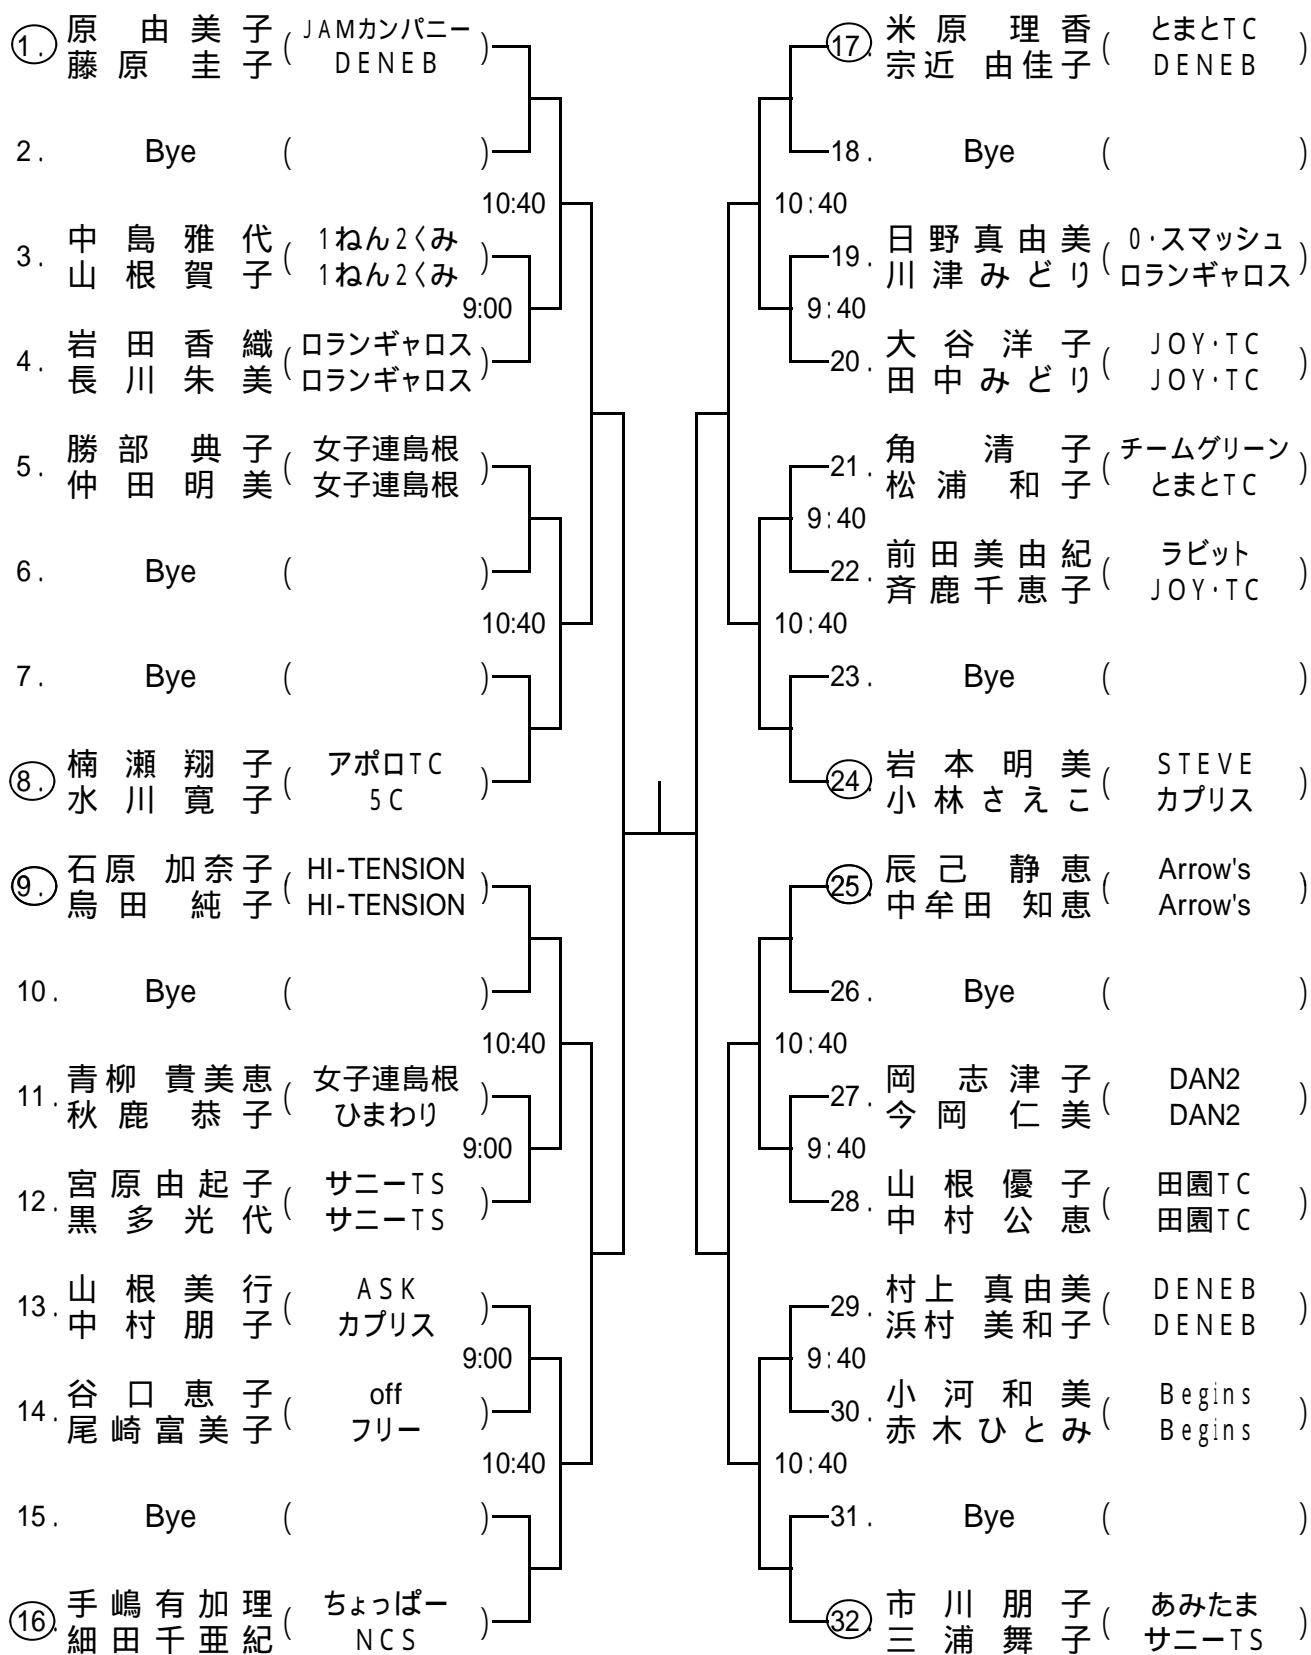 1. 原 由美子 (JAMカンパニー)
藤原 圭子 (DENEB)
2. Bye ( )
10:40
3. 中島雅代 (1ねん2くみ)
山根賀子 (1ねん2くみ)
9:00
4. 岩田香織 (ロランギャロス)
長川朱美 (ロランギャロス)
5. 勝部 典子 (女子連島根)
仲田明美 (女子連島根)
6. Bye ( )
10:40
7. Bye ( )
8. 楠瀬翔子 (アポロTC)
水川寛子 (5C)
9. 石原 加奈子 (HI-TENSION)
鳥田 純子 (HI-TENSION)
10. Bye ( )
10:40
11. 青柳 貴美恵 (女子連島根)
秋鹿 恭子 (ひまわり)
9:00
12. 宮原由起子 (サニーTS)
黒多光代 (サニーTS)
13. 山根美行 (ASK)
中村朋子 (カプリス)
9:00
14. 谷口恵子 (off)
尾崎富美子 (フリー)
10:40
15. Bye ( )
16. 手嶋有加理 (ちょっぱー)
細田千亜紀 (NCS)
17. 米原 理香 (とまとTC)
宗近 由佳子 (DENEB)
18. Bye ( )
10:40
19. 日野真由美 (0・スマッシュ)
川津みどり (ロランギャロス)
9:40
20. 大谷洋子 (JOY・TC)
田中みどり (JOY・TC)
21. 角 清子 (チームグリーン)
松浦 和子 (とまとTC)
9:40
22. 前田美由紀 (ラビット)
斉鹿千恵子 (JOY・TC)
10:40
23. Bye ( )
24. 岩本明美 (STEVE)
小林さえこ (カプリス)
25. 辰己 静恵 (Arrow's)
中牟田 知恵 (Arrow's)
26. Bye ( )
10:40
27. 岡 志津子 (DAN2)
今岡 仁美 (DAN2)
9:40
28. 山根優子 (田園TC)
中村公恵 (田園TC)
29. 村上 真由美 (DENEB)
浜村 美和子 (DENEB)
9:40
30. 小河和美 (Begins)
赤木ひとみ (Begins)
10:40
31. Bye ( )
32. 市川朋子 (あみたま)
三浦舞子 (サニーTS)